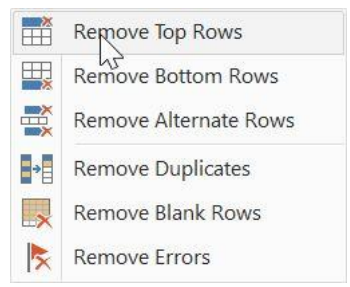 Remove Top Rows
Remove Bottom Rows
Remove Alternate Rows
Remove Duplicates
Remove Blank Rows
Remove Errors